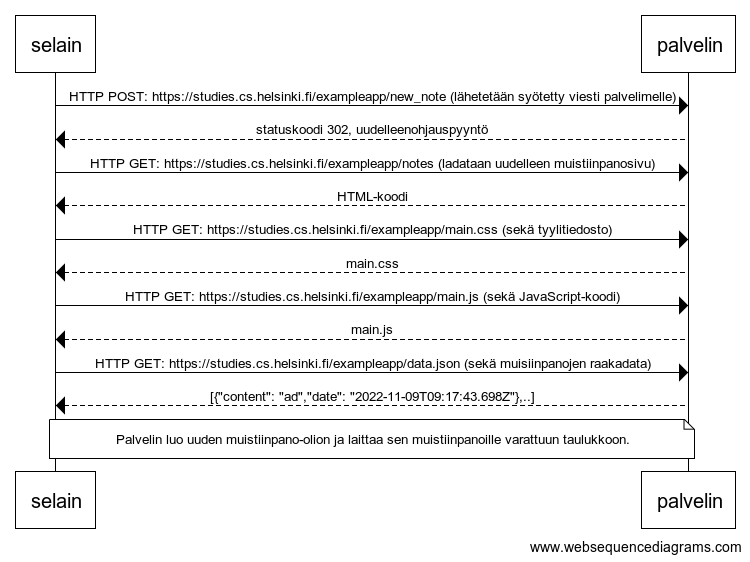 selain palvelin
HTTP POST: https://studies.cs.helsinki.fi/exampleapp/new_note (lähetetään syötetty viesti palvelimelle)
statuskoodi 302, uudelleenohjauspyyntö
HTTP GET: https://studies.cs.helsinki.fi/exampleapp/notes (ladataan uudelleen muistiinpanosivu)
HTML-koodi
HTTP GET: https://studies.cs.helsinki.fi/exampleapp/main.css (sekä tyylitiedosto)
main.css
HTTP GET: https://studies.cs.helsinki.fi/exampleapp/main.js (sekä JavaScript-koodi)
main.js
HTTP GET: https://studies.cs.helsinki.fi/exampleapp/data.json (sekä muisiinpanojen raakadata)
[{"content": "ad","date": "2022-11-09T09:17:43.698Z"},..]
Palvelin luo uuden muistiinpano-olion ja laittaa sen muistiinpanoille varattuun taulukkoon.
selain palvelin
www.websequencediagrams.com